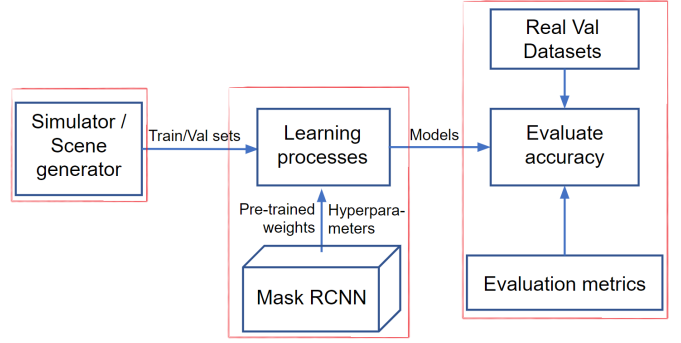 Simulator /
Scene
generator
Train/Val sets
Learning
processes
Pre-trained
weights
Hyperpara-
meters
Mask RCNN
Models
Real Val
Datasets
Evaluate
accuracy
Evaluation metrics